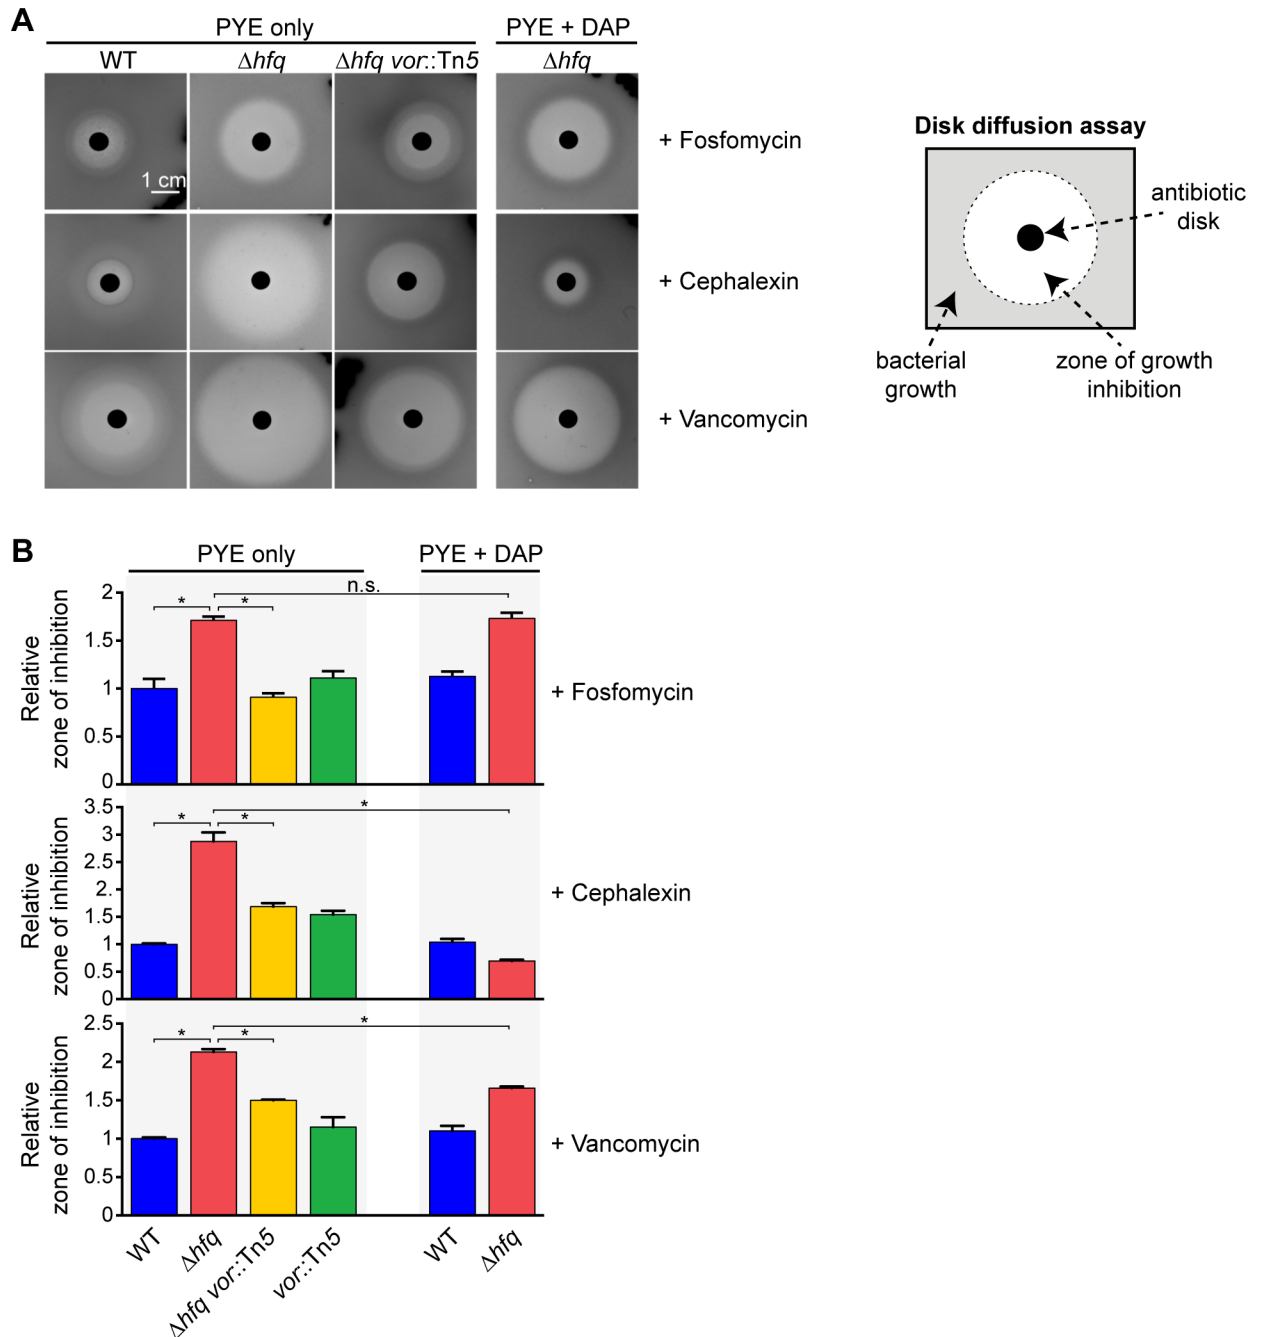 A
PYE only
PYE + DAP
WT
Δhfq
Δhfq vor::Tn5
Δhfq
1 cm
+ Fosfomycin
+ Cephalexin
+ Vancomycin
Disk diffusion assay
antibiotic
disk
bacterial
growth
zone of growth
inhibition
B
PYE only
PYE + DAP
Relative
zone of inhibition
2
1.5
1
0.5
0
*
*
n.s.
+ Fosfomycin
Relative
zone of inhibition
3.5
3
2.5
2.
1.5
1
0.5
0
*
*
*
+ Cephalexin
Relative
zone of inhibition
2.5
2
1.5
1
0.5
0
*
*
*
+ Vancomycin
WT
Δhfq
Δhfq vor::Tn5
vor::Tn5
WT
Δhfq